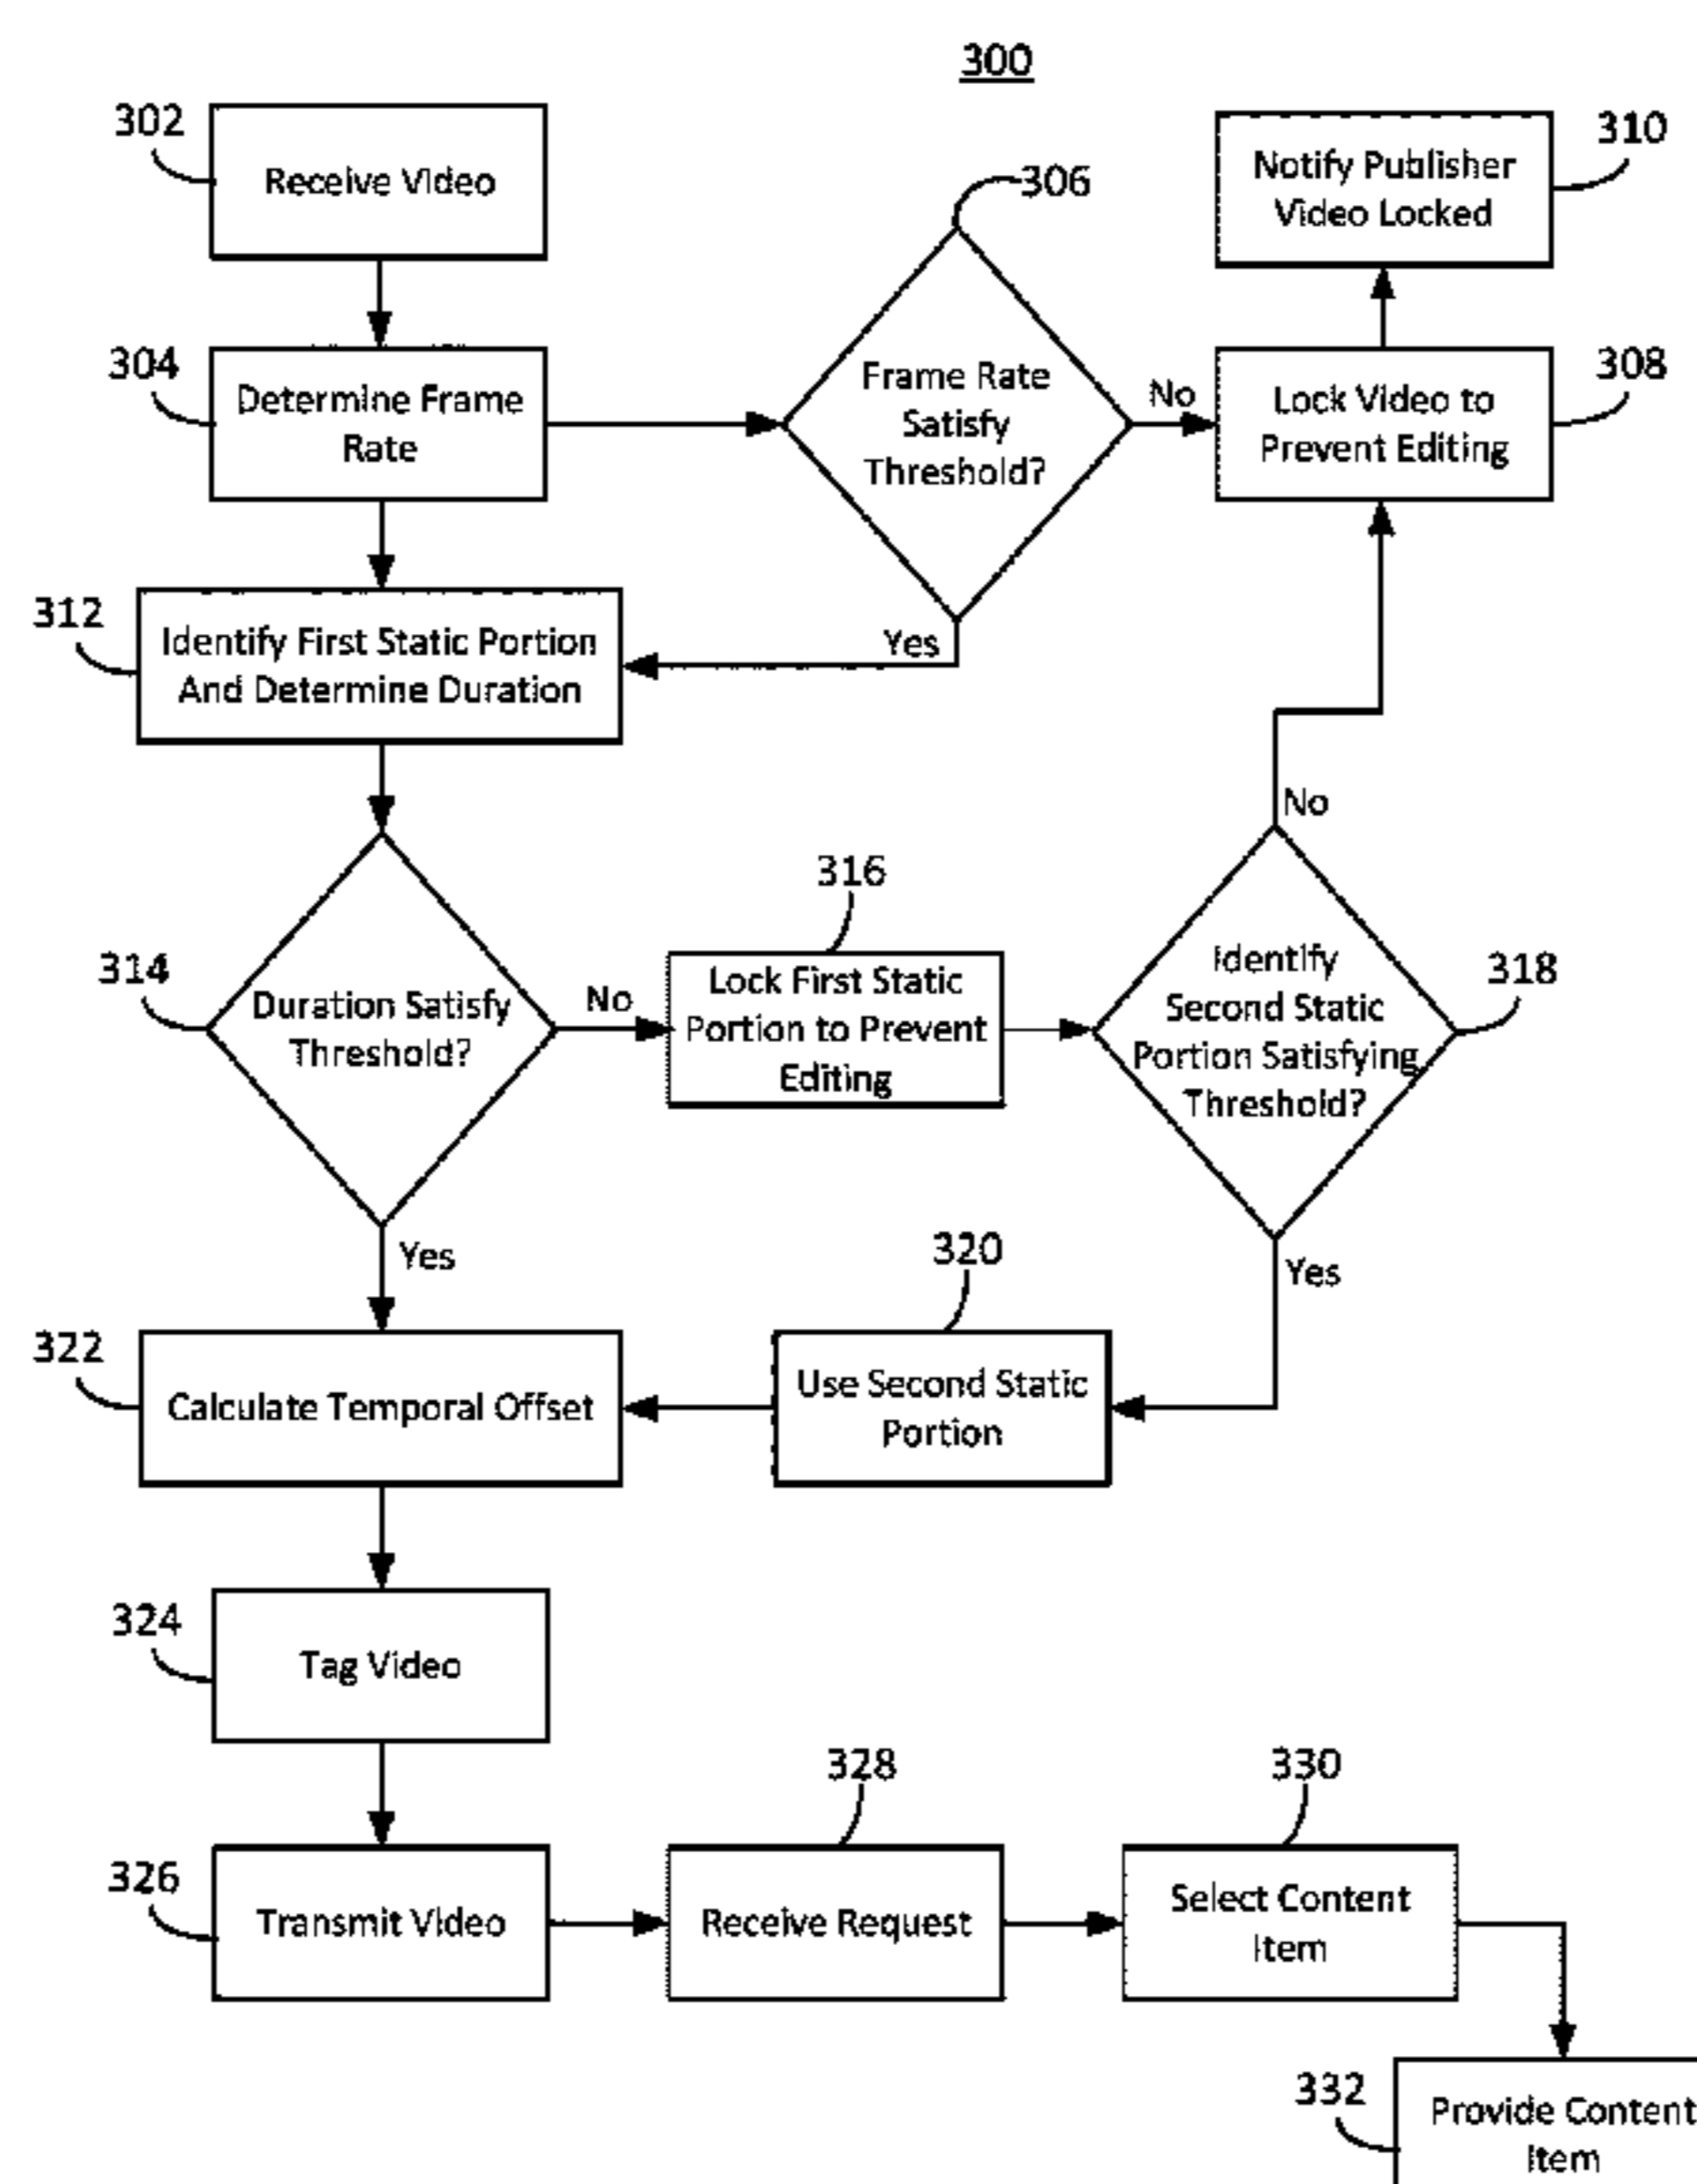 300
302
Receive Video
310
Notify Publisher
Video Locked
306
304
Determine Frame
Rate
Frame Rate
Satisfy
Threshold?
No
308
Lock Video to
Prevent Editing
312
Identify First Static Portion
And Determine Duration
Yes
No
314
Duration Satisfy
Threshold?
No
316
Lock First Static
Portion to Prevent
Editing
318
Identify
Second Static
Portion Satisfying
Threshold?
Yes
Yes
320
Use Second Static
Portion
322
Calculate Temporal Offset
324
Tag Video
326
Transmit Video
328
Receive Request
330
Select Content
Item
332
Provide Content
Item